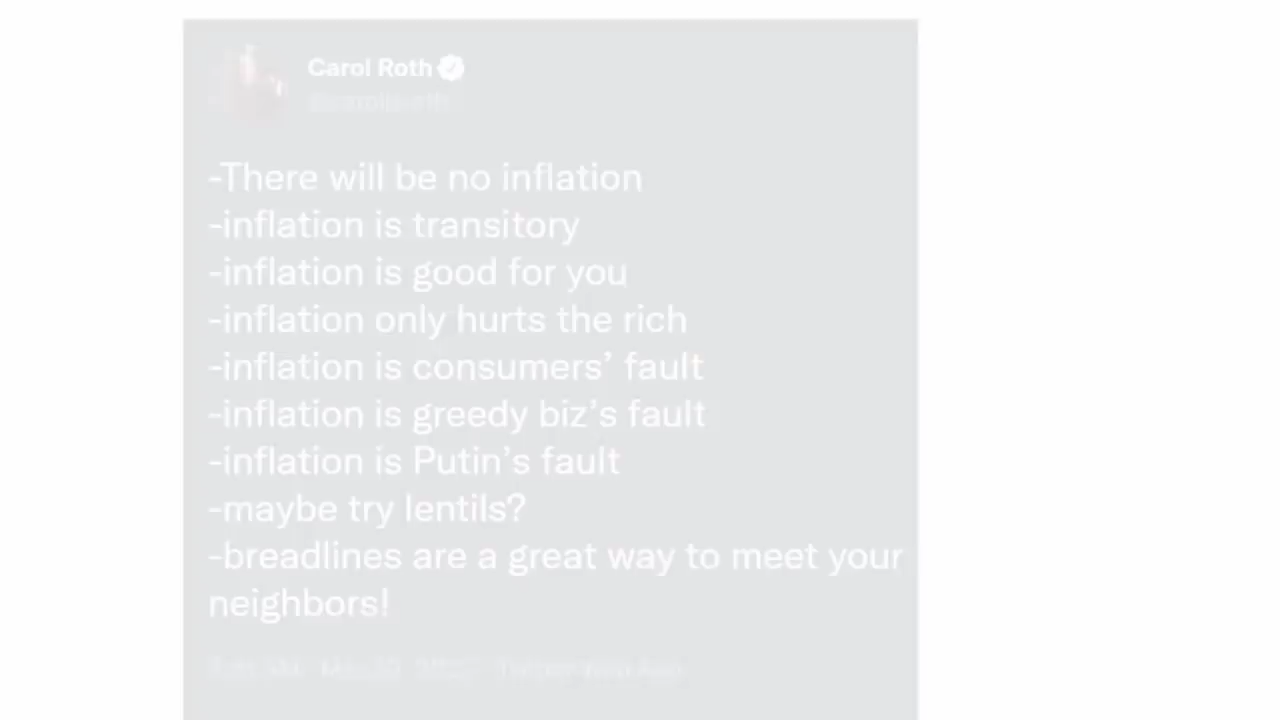 Carol Roth
-There will be no inflation
-inflation is transitory
-inflation is good for you
-inflation only hurts the rich
-inflation is consumers’ fault
-inflation is greedy biz’s fault
-inflation is Putin’s fault
-maybe try lentils?
-breadlines are a great way to meet your
neighbors!